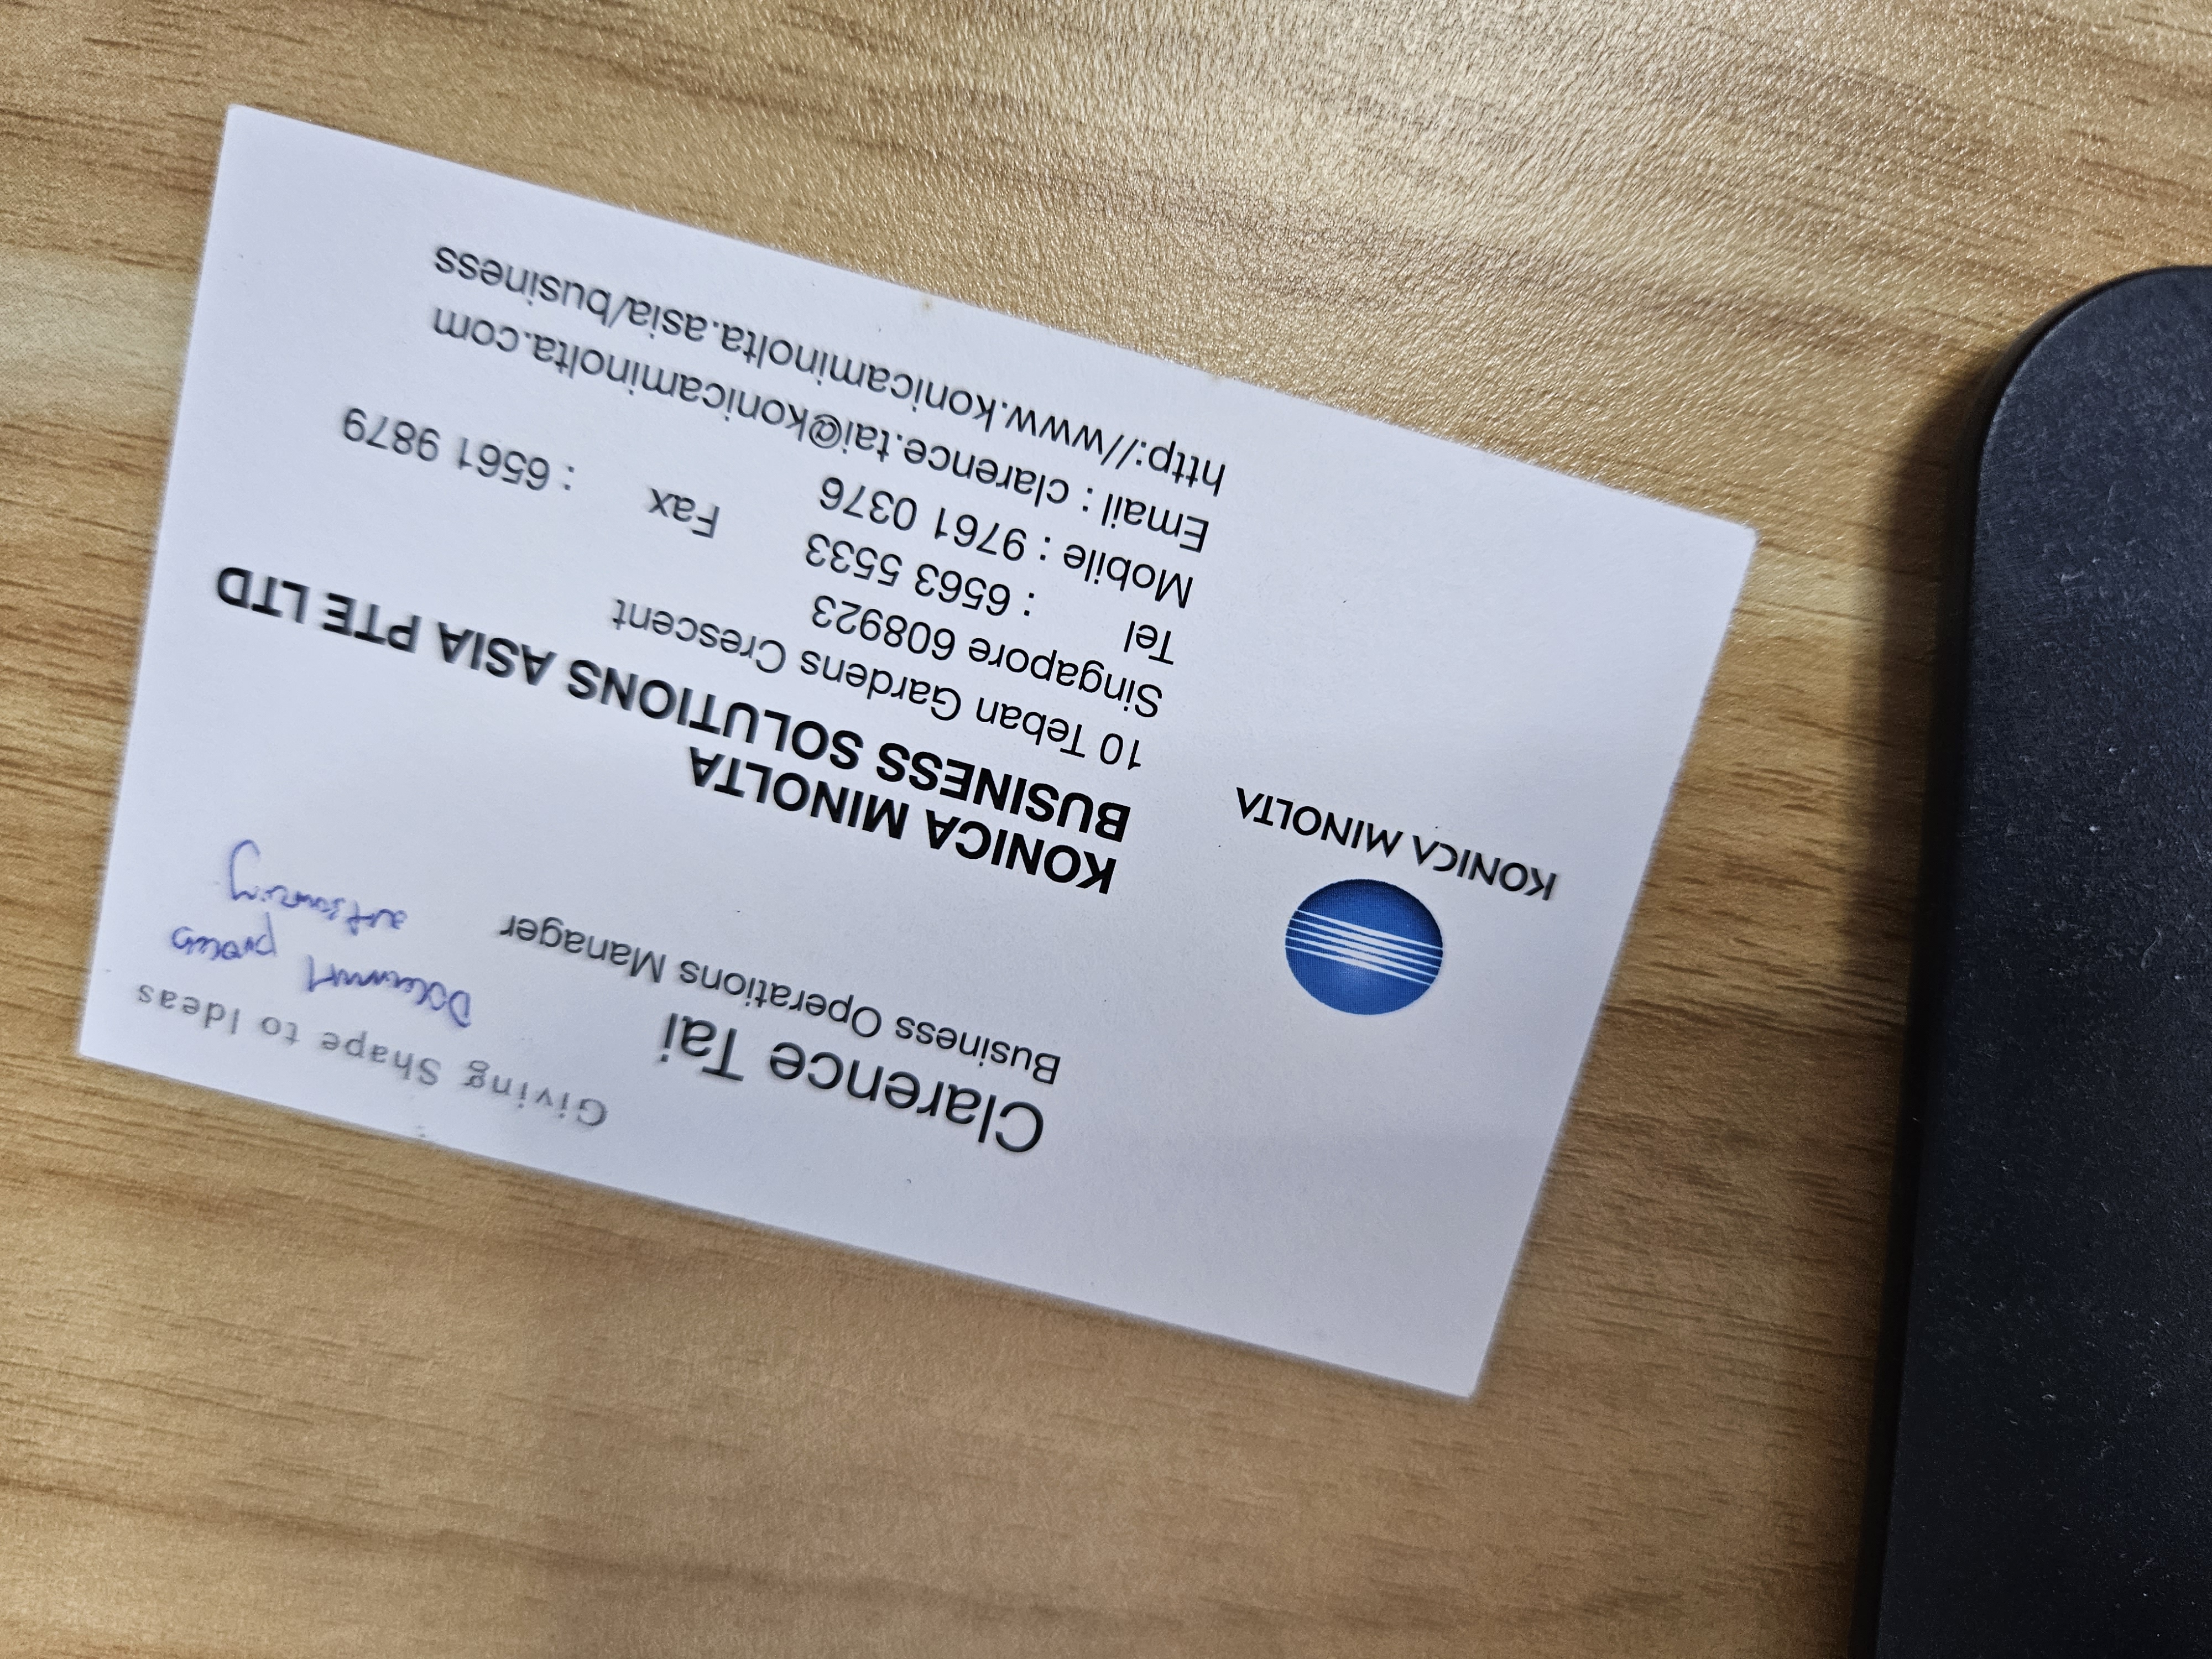 Giving Shape to Ideas
Clarence Tai
Business Operations Manager
Document process
outsourcing
KONICA MINOLTA
KONICA MINOLTA
BUSINESS SOLUTIONS ASIA PTE LTD
10 Teban Gardens Crescent
Singapore 608923
Tel : 6563 5533 Fax : 6561 9879
Mobile : 9761 0376
Email : clarence.tai@konicaminolta.com
http://www.konicaminolta.asia/business